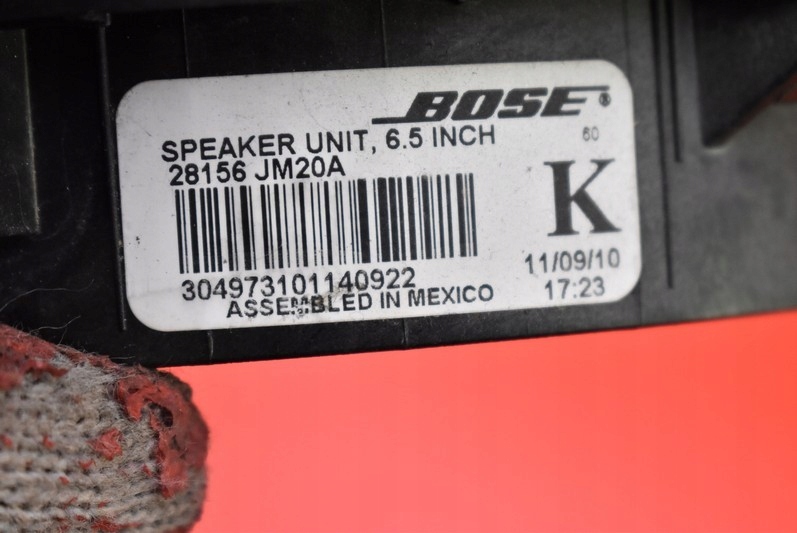 BOSE®
SPEAKER UNIT, 6.5 INCH
60
28156 JM20A
K
304973101140922
11/09/10
ASSEMBLED IN MEXICO
17:23